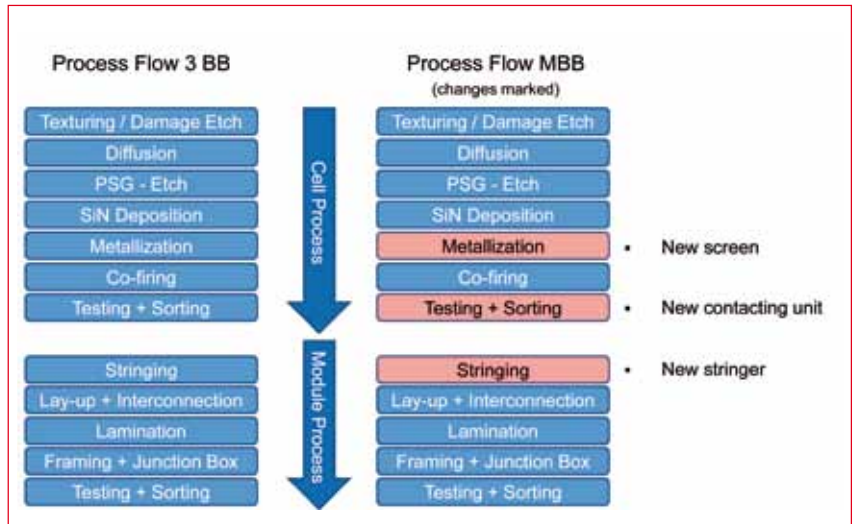 Process Flow 3 BB
Texturing / Damage Etch
Diffusion
PSG - Etch
SiN Deposition
Metallization
Co-firing
Testing + Sorting
Stringing
Lay-up + Interconnection
Lamination
Framing + Junction Box
Testing + Sorting
Cell Process
Module Process
Process Flow MBB
(changes marked)
Texturing / Damage Etch
Diffusion
PSG - Etch
SiN Deposition
Metallization
• New screen
Co-firing
Testing + Sorting
• New contacting unit
Stringing
• New stringer
Lay-up + Interconnection
Lamination
Framing + Junction Box
Testing + Sorting